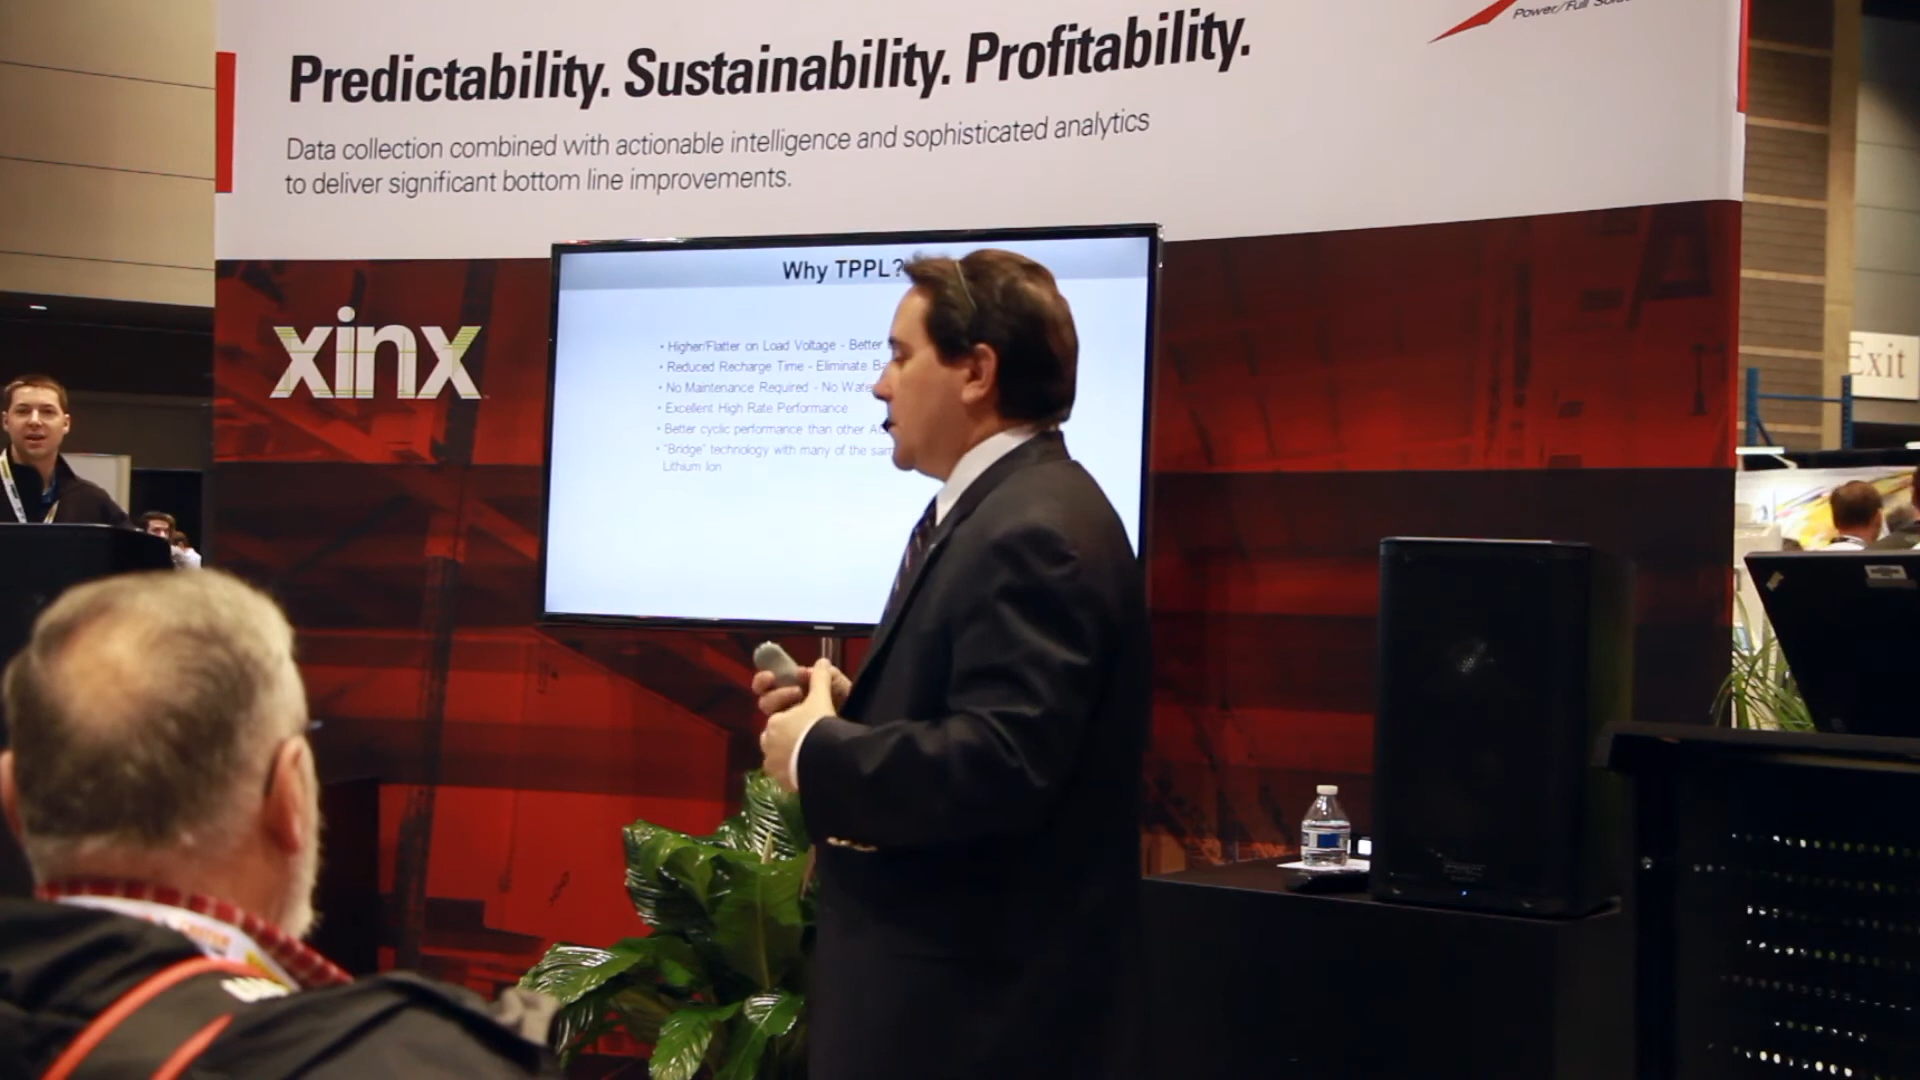 Power/Full
Predictability. Sustainability. Profitability.
Data collection combined with actionable intelligence and sophisticated analytics
to deliver significant bottom line improvements.
Why TPPL?
xinx
• Higher/Flatter on Load Voltage - Better
• Reduced Recharge Time - Eliminate
• No Maintenance Required - No
• Excellent High Rate Performance
• Better cyclic performance than other
• "Bridge" technology with many of the
Lithium Ion
Exit